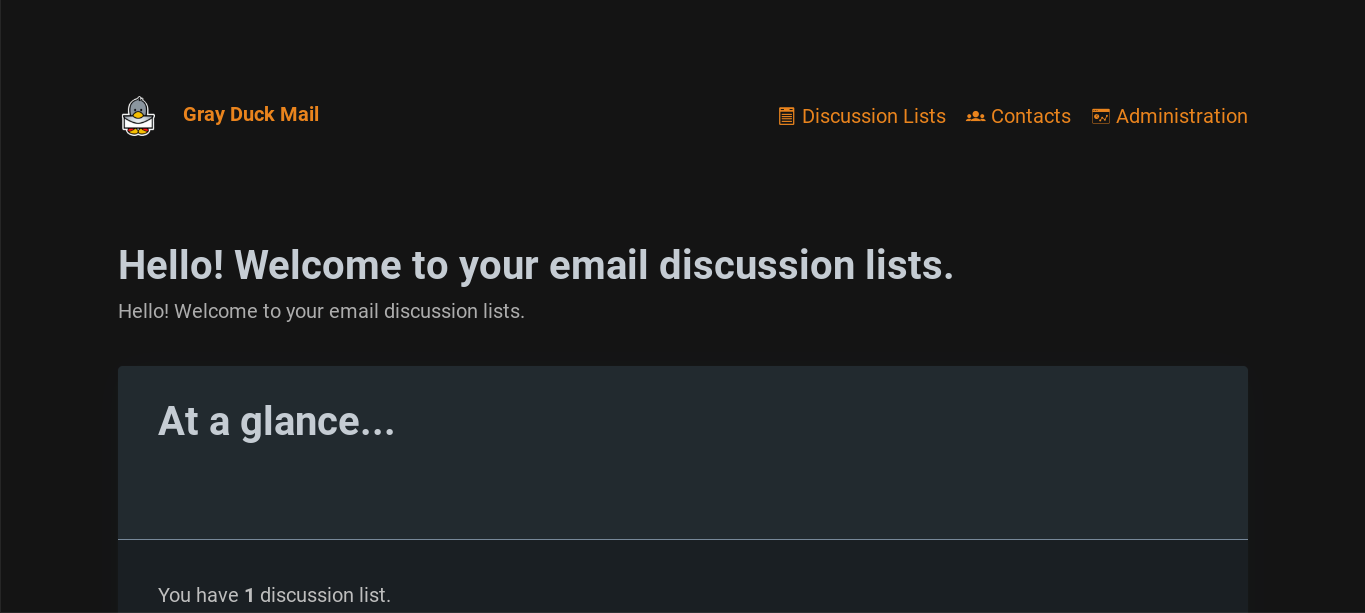 Gray Duck Mail
Discussion Lists Contacts Administration
Hello! Welcome to your email discussion lists.
Hello! Welcome to your email discussion lists.
At a glance...
You have 1 discussion list.